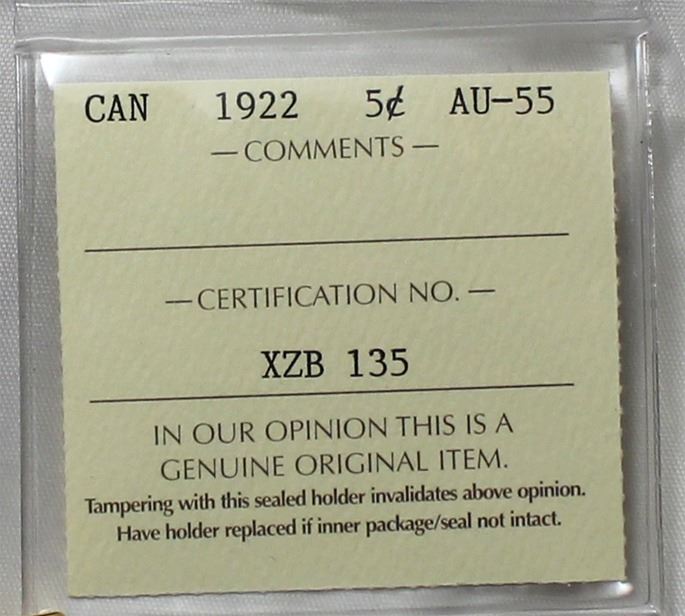 CAN 1922 5¢ AU-55
— COMMENTS —
— CERTIFICATION NO. —
XZB 135
IN OUR OPINION THIS IS A
GENUINE ORIGINAL ITEM.
Tampering with this sealed holder invalidates above opinion.
Have holder replaced if inner package/seal not intact.